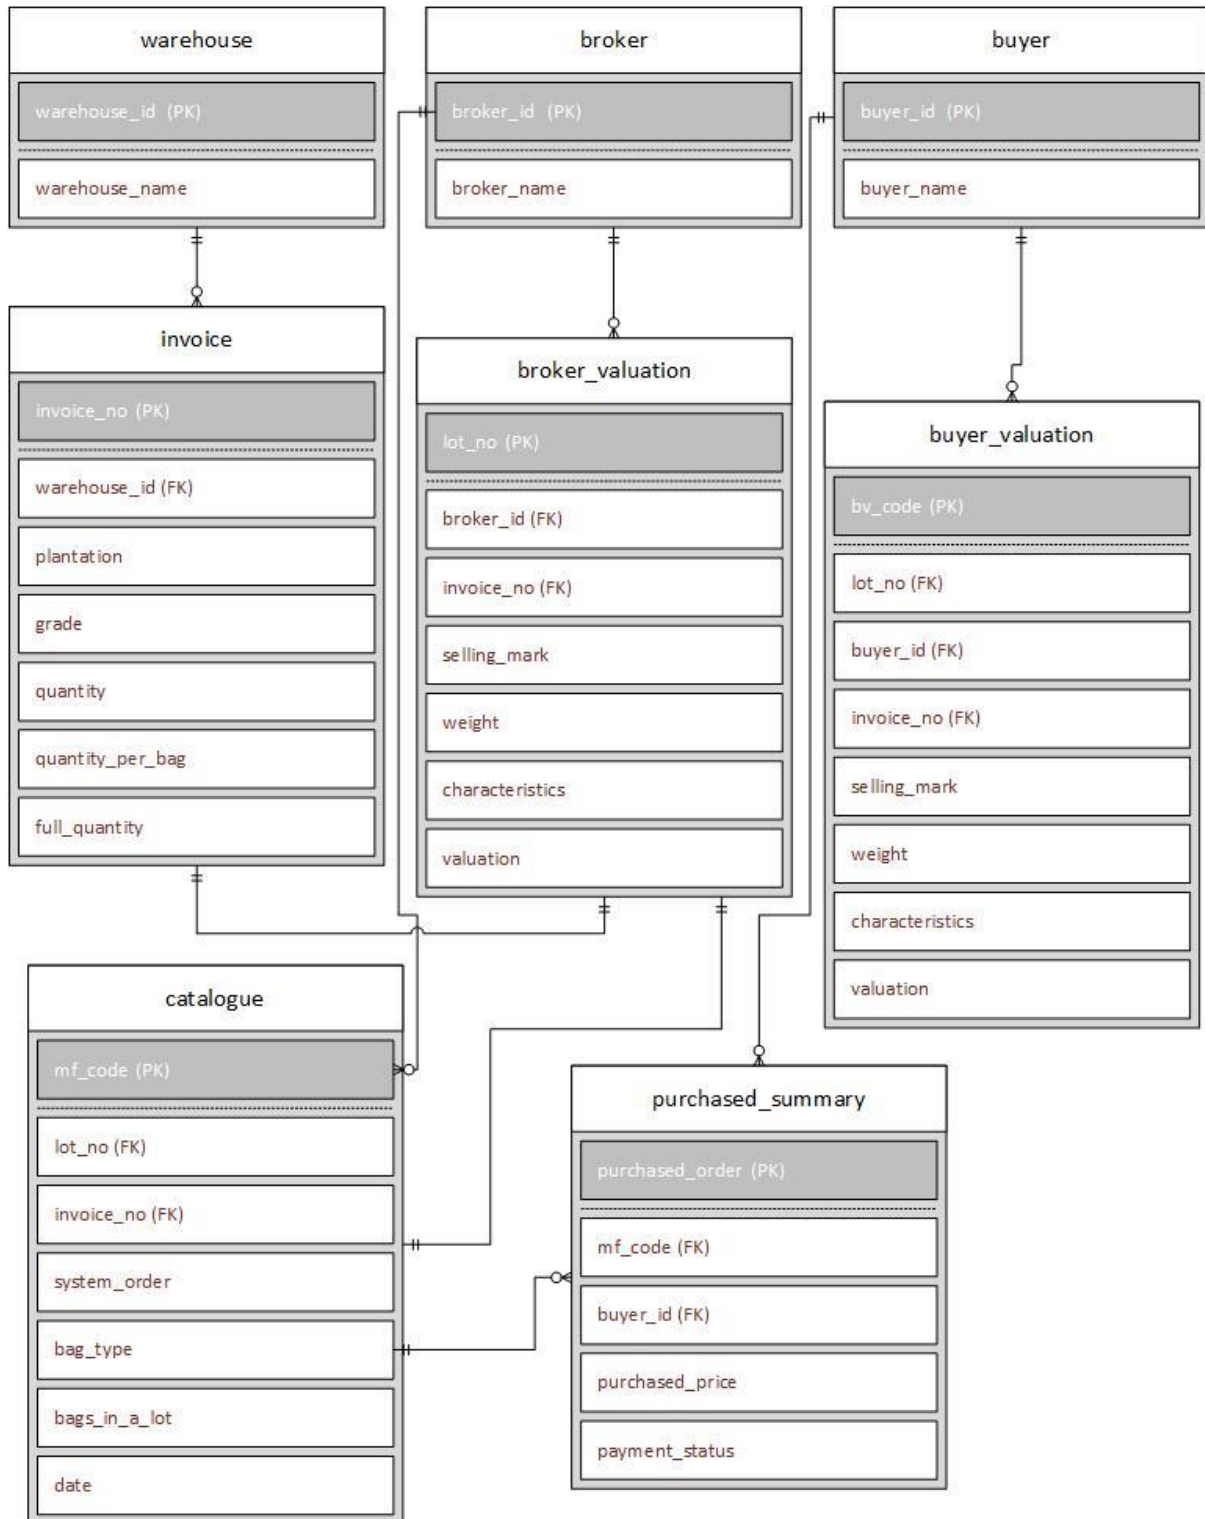 warehouse
warehouse_id (PK)
warehouse_name
broker
broker_id (PK)
broker_name
buyer
buyer_id (PK)
buyer_name
invoice
invoice_no (PK)
warehouse_id (FK)
plantation
grade
quantity
quantity_per_bag
full_quantity
broker_valuation
lot_no (PK)
broker_id (FK)
invoice_no (FK)
selling_mark
weight
characteristics
valuation
buyer_valuation
bv_code (PK)
lot_no (FK)
buyer_id (FK)
invoice_no (FK)
selling_mark
weight
characteristics
valuation
catalogue
mf_code (PK)
lot_no (FK)
invoice_no (FK)
system_order
bag_type
bags_in_a_lot
date
purchased_summary
purchased_order (PK)
mf_code (FK)
buyer_id (FK)
purchased_price
payment_status